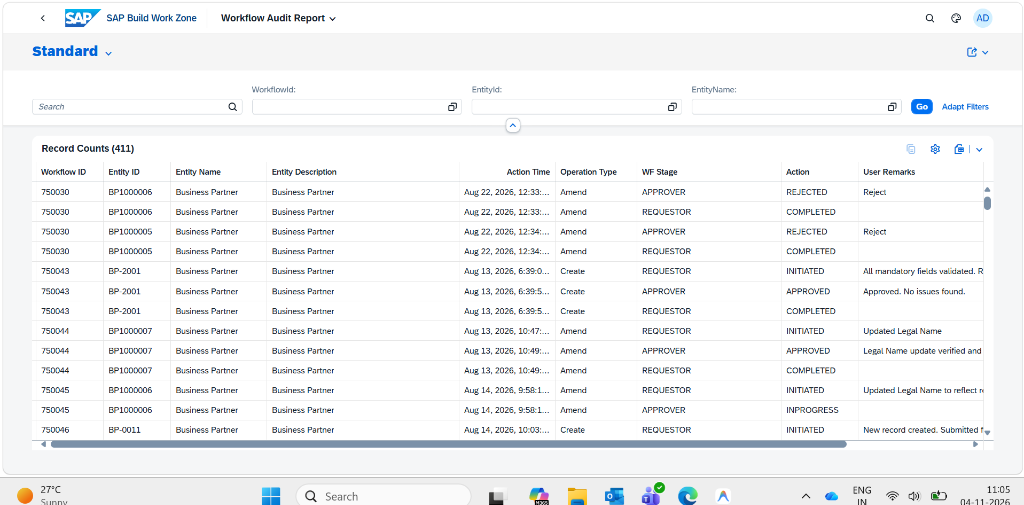 SAP SAP Build Work Zone Workflow Audit Report AD
Standard
WorkflowId: EntityId: EntityName:
Search Go Adapt Filters
Record Counts (411)
Workflow ID Entity ID Entity Name Entity Description Action Time Operation Type WF Stage Action User Remarks
750030 BP1000006 Business Partner Business Partner Aug 22, 2026, 12:33:... Amend APPROVER REJECTED Reject
750030 BP1000006 Business Partner Business Partner Aug 22, 2026, 12:33:... Amend REQUESTOR COMPLETED
750030 BP1000005 Business Partner Business Partner Aug 22, 2026, 12:34:... Amend APPROVER REJECTED Reject
750030 BP1000005 Business Partner Business Partner Aug 22, 2026, 12:34:... Amend REQUESTOR COMPLETED
750043 BP-2001 Business Partner Business Partner Aug 13, 2026, 6:39:0... Create REQUESTOR INITIATED All mandatory fields validated. R
750043 BP-2001 Business Partner Business Partner Aug 13, 2026, 6:39:5... Create APPROVER APPROVED Approved. No issues found.
750043 BP-2001 Business Partner Business Partner Aug 13, 2026, 6:39:5... Create REQUESTOR COMPLETED
750044 BP1000007 Business Partner Business Partner Aug 13, 2026, 10:47:... Amend REQUESTOR INITIATED Updated Legal Name
750044 BP1000007 Business Partner Business Partner Aug 13, 2026, 10:49:... Amend APPROVER APPROVED Legal Name update verified and
750044 BP1000007 Business Partner Business Partner Aug 13, 2026, 10:49:... Amend REQUESTOR COMPLETED
750045 BP1000006 Business Partner Business Partner Aug 14, 2026, 9:58:1... Amend REQUESTOR INITIATED Updated Legal Name to reflect r
750045 BP1000006 Business Partner Business Partner Aug 14, 2026, 9:58:1... Amend APPROVER INPROGRESS
750046 BP-0011 Business Partner Business Partner Aug 14, 2026, 10:03:... Create REQUESTOR INITIATED New record created. Submitted f
27°C Search ENG 11:05
Sunny IN 04-11-2026